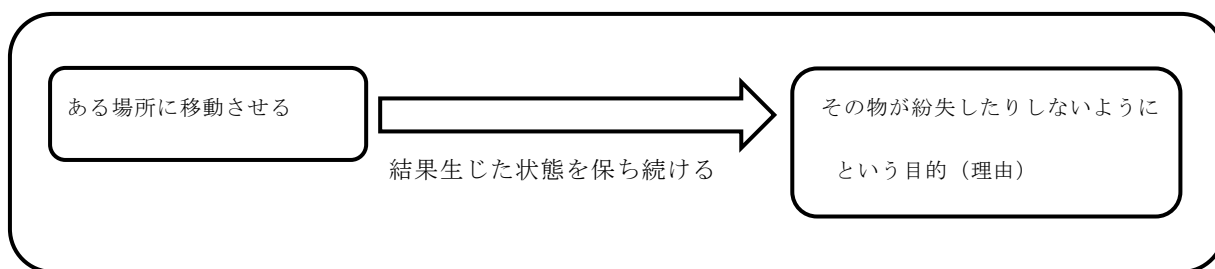 ある場所に移動させる
結果生じた状態を保ち続ける
その物が紛失したりしないように
という目的（理由）